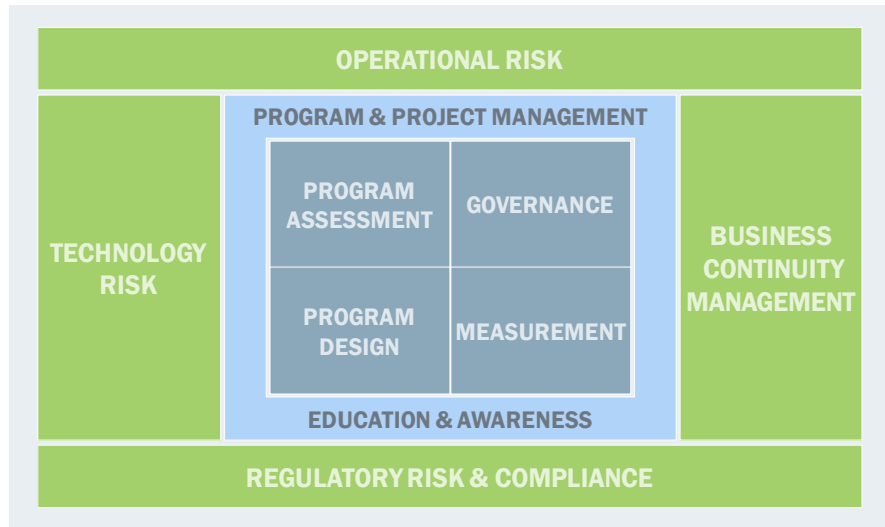 OPERATIONAL RISK
PROGRAM & PROJECT MANAGEMENT
PROGRAM
ASSESSMENT
GOVERNANCE
TECHNOLOGY
RISK
BUSINESS
CONTINUITY
MANAGEMENT
PROGRAM
DESIGN
MEASUREMENT
EDUCATION & AWARENESS
REGULATORY RISK & COMPLIANCE